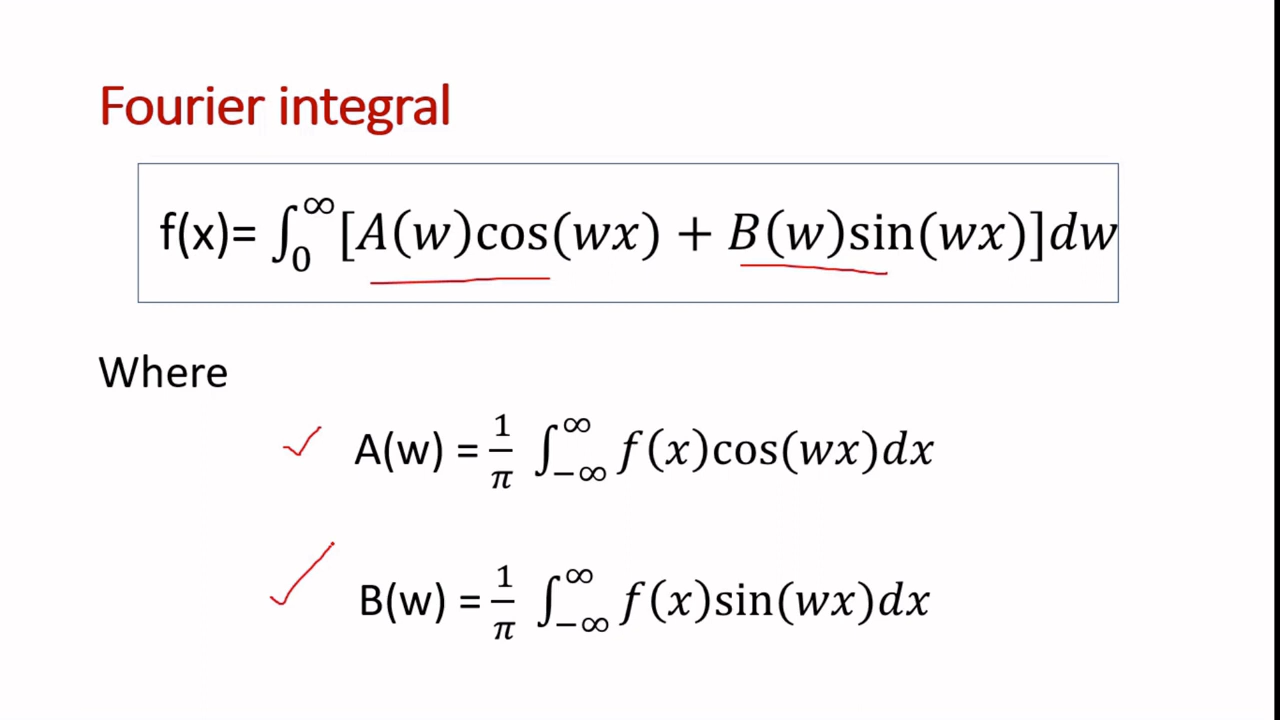 Fourier integral
f(x)= ∫₀^∞ [A(w)cos(wx) + B(w)sin(wx)]dw
Where
A(w) = 1/π ∫_{−∞}^∞ f(x)cos(wx)dx
B(w) = 1/π ∫_{−∞}^∞ f(x)sin(wx)dx